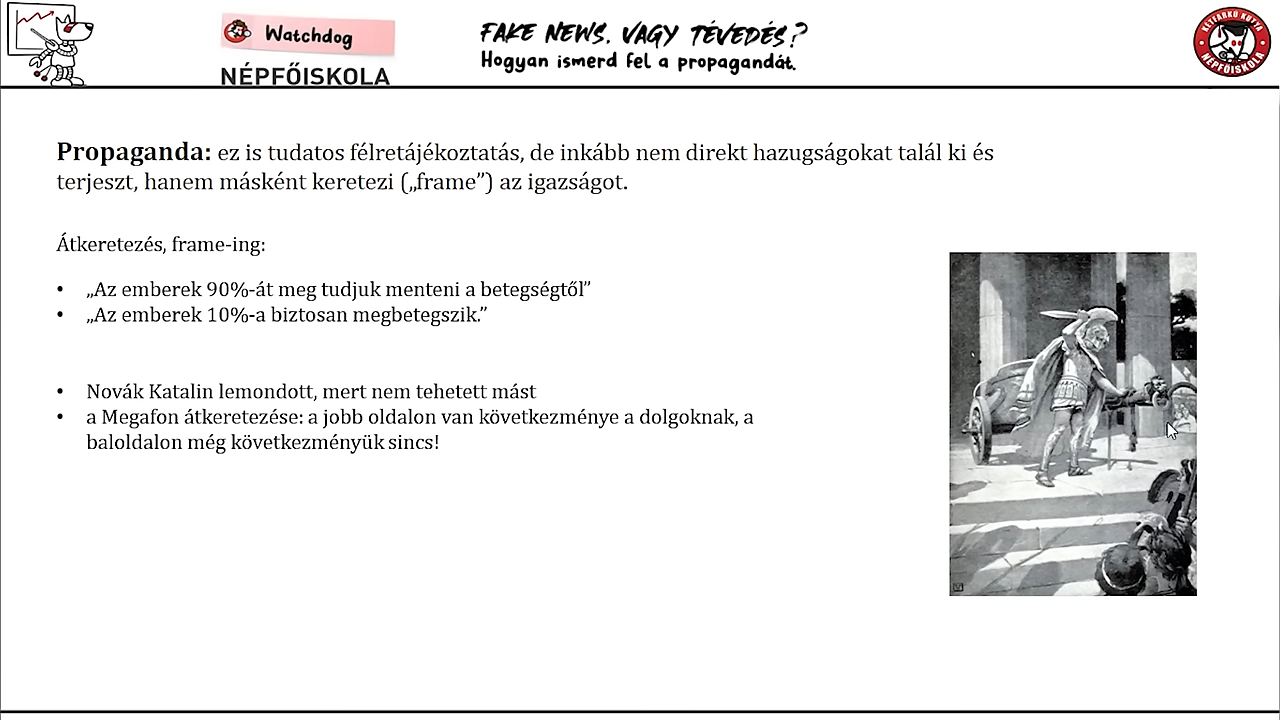 Watchdog
NÉPFŐISKOLA
FAKE NEWS, VAGY TÉVEDÉS?
Hogyan ismerd fel a propagandát.
KÉTFARKÚ KUTYA
NÉPFŐISKOLA
Propaganda: ez is tudatos félretájékoztatás, de inkább nem direkt hazugságokat talál ki és
terjeszt, hanem másként keretezi („frame”) az igazságot.
Átkeretezés, frame-ing:
• „Az emberek 90%-át meg tudjuk menteni a betegségtől”
• „Az emberek 10%-a biztosan megbetegszik.”
• Novák Katalin lemondott, mert nem tehetett mást
• a Megafon átkeretezése: a jobb oldalon van következménye a dolgoknak, a
baloldalon még következményük sincs!